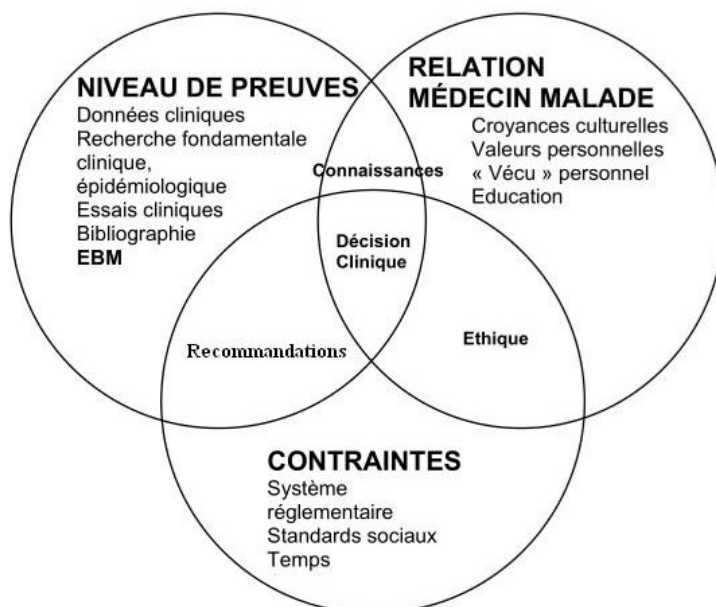 NIVEAU DE PREUVES
Données cliniques
Recherche fondamentale
clinique,
épidémiologique
Essais cliniques
Bibliographie
EBM
RELATION
MÉDECIN MALADE
Croyances culturelles
Valeurs personnelles
« Vécu » personnel
Education
Connaissances
Décision
Clinique
Recommandations
Ethique
CONTRAINTES
Système
réglementaire
Standards sociaux
Temps